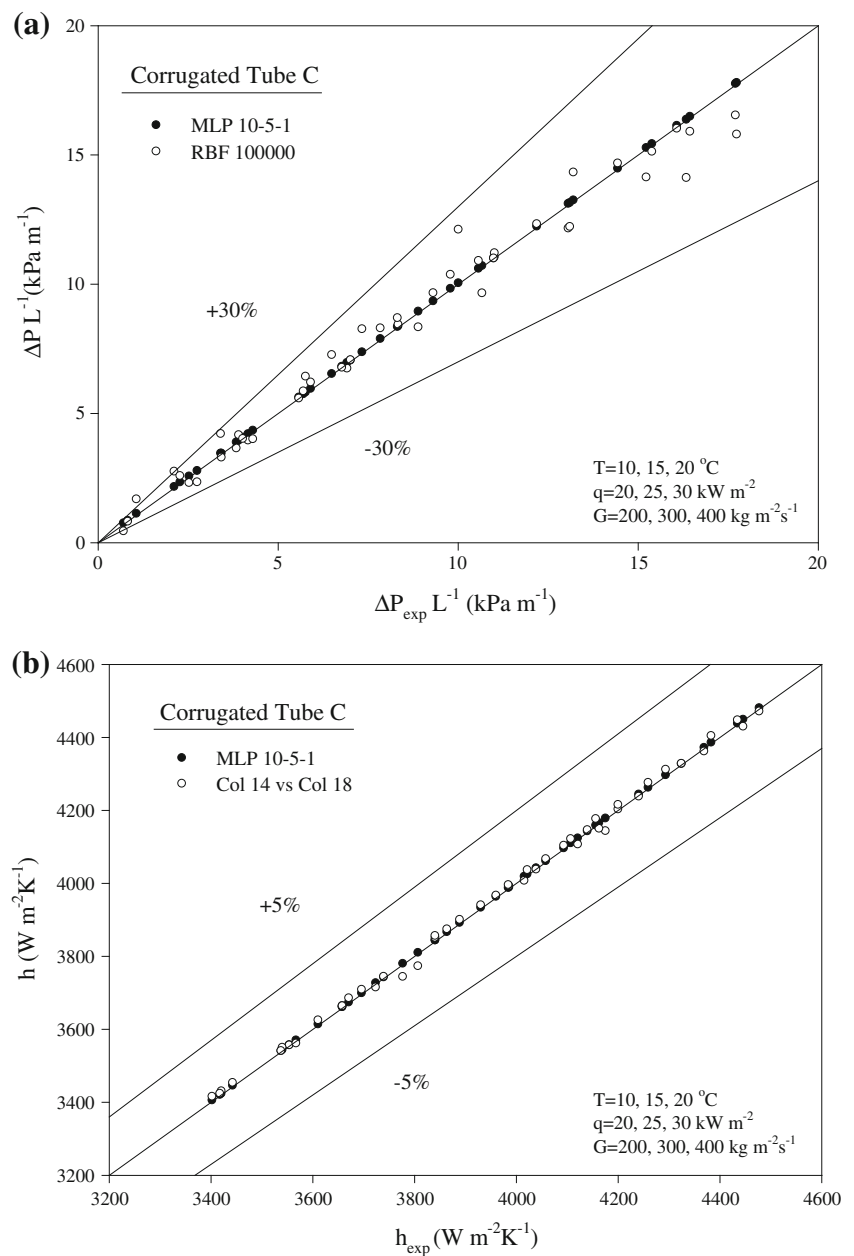 (a)
20
15
10
5
0
ΔP L⁻¹(kPa m⁻¹)
Corrugated Tube C
MLP 10-5-1
RBF 100000
+30%
-30%
T=10, 15, 20 °C
q=20, 25, 30 kW m⁻²
G=200, 300, 400 kg m⁻²s⁻¹
0 5 10 15 20
ΔP_exp L⁻¹ (kPa m⁻¹)
(b)
4600
4400
4200
4000
3800
3600
3400
3200
h (W m⁻²K⁻¹)
Corrugated Tube C
MLP 10-5-1
Col 14 vs Col 18
+5%
-5%
T=10, 15, 20 °C
q=20, 25, 30 kW m⁻²
G=200, 300, 400 kg m⁻²s⁻¹
3200 3400 3600 3800 4000 4200 4400 4600
h_exp (W m⁻²K⁻¹)